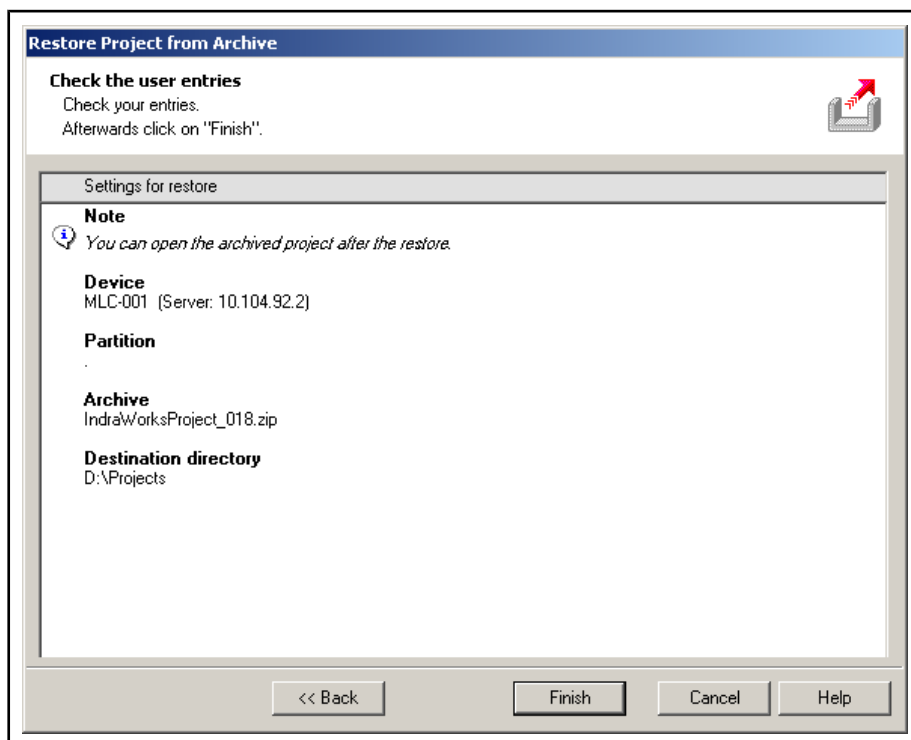 Restore Project from Archive
Check the user entries
Check your entries.
Afterwards click on "Finish".
Settings for restore
Note
You can open the archived project after the restore.
Device
MLC-001 (Server: 10.104.92.2)
Partition
.
Archive
IndraWorksProject_018.zip
Destination directory
D:\Projects
<< Back
Finish
Cancel
Help